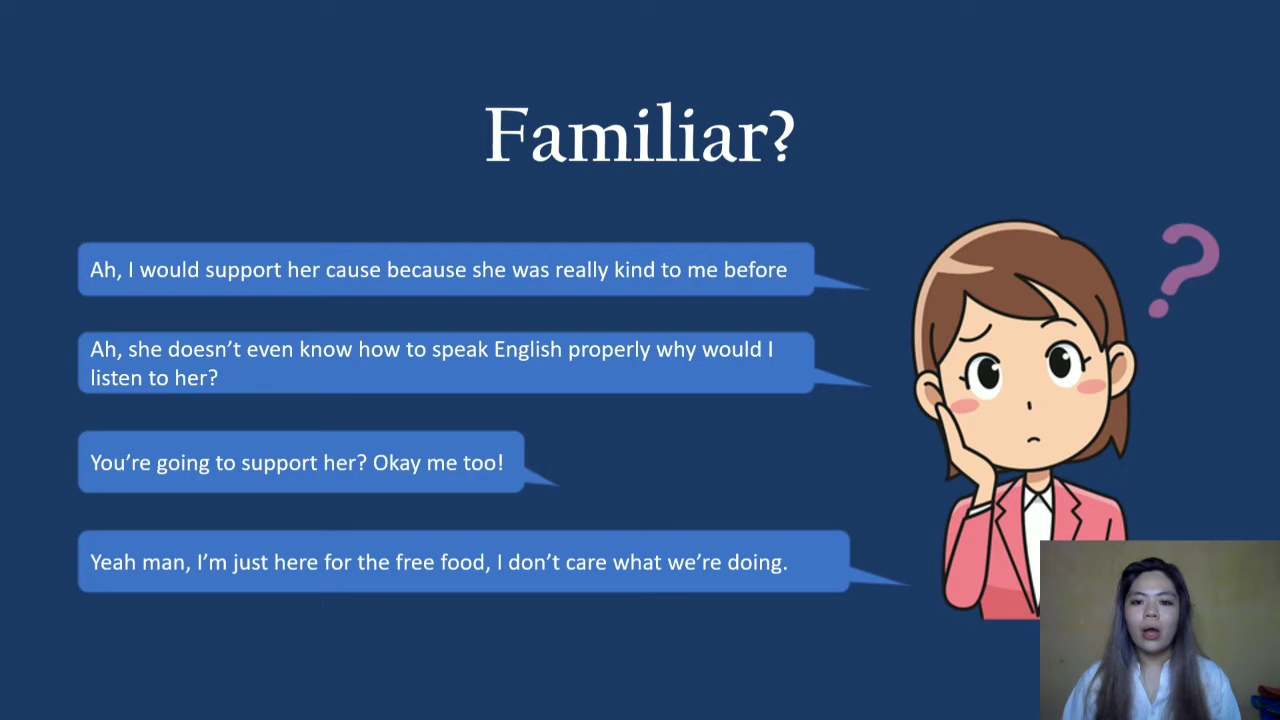 Familiar?
Ah, I would support her cause because she was really kind to me before
Ah, she doesn’t even know how to speak English properly why would I
listen to her?
You’re going to support her? Okay me too!
Yeah man, I’m just here for the free food, I don’t care what we’re doing.
?